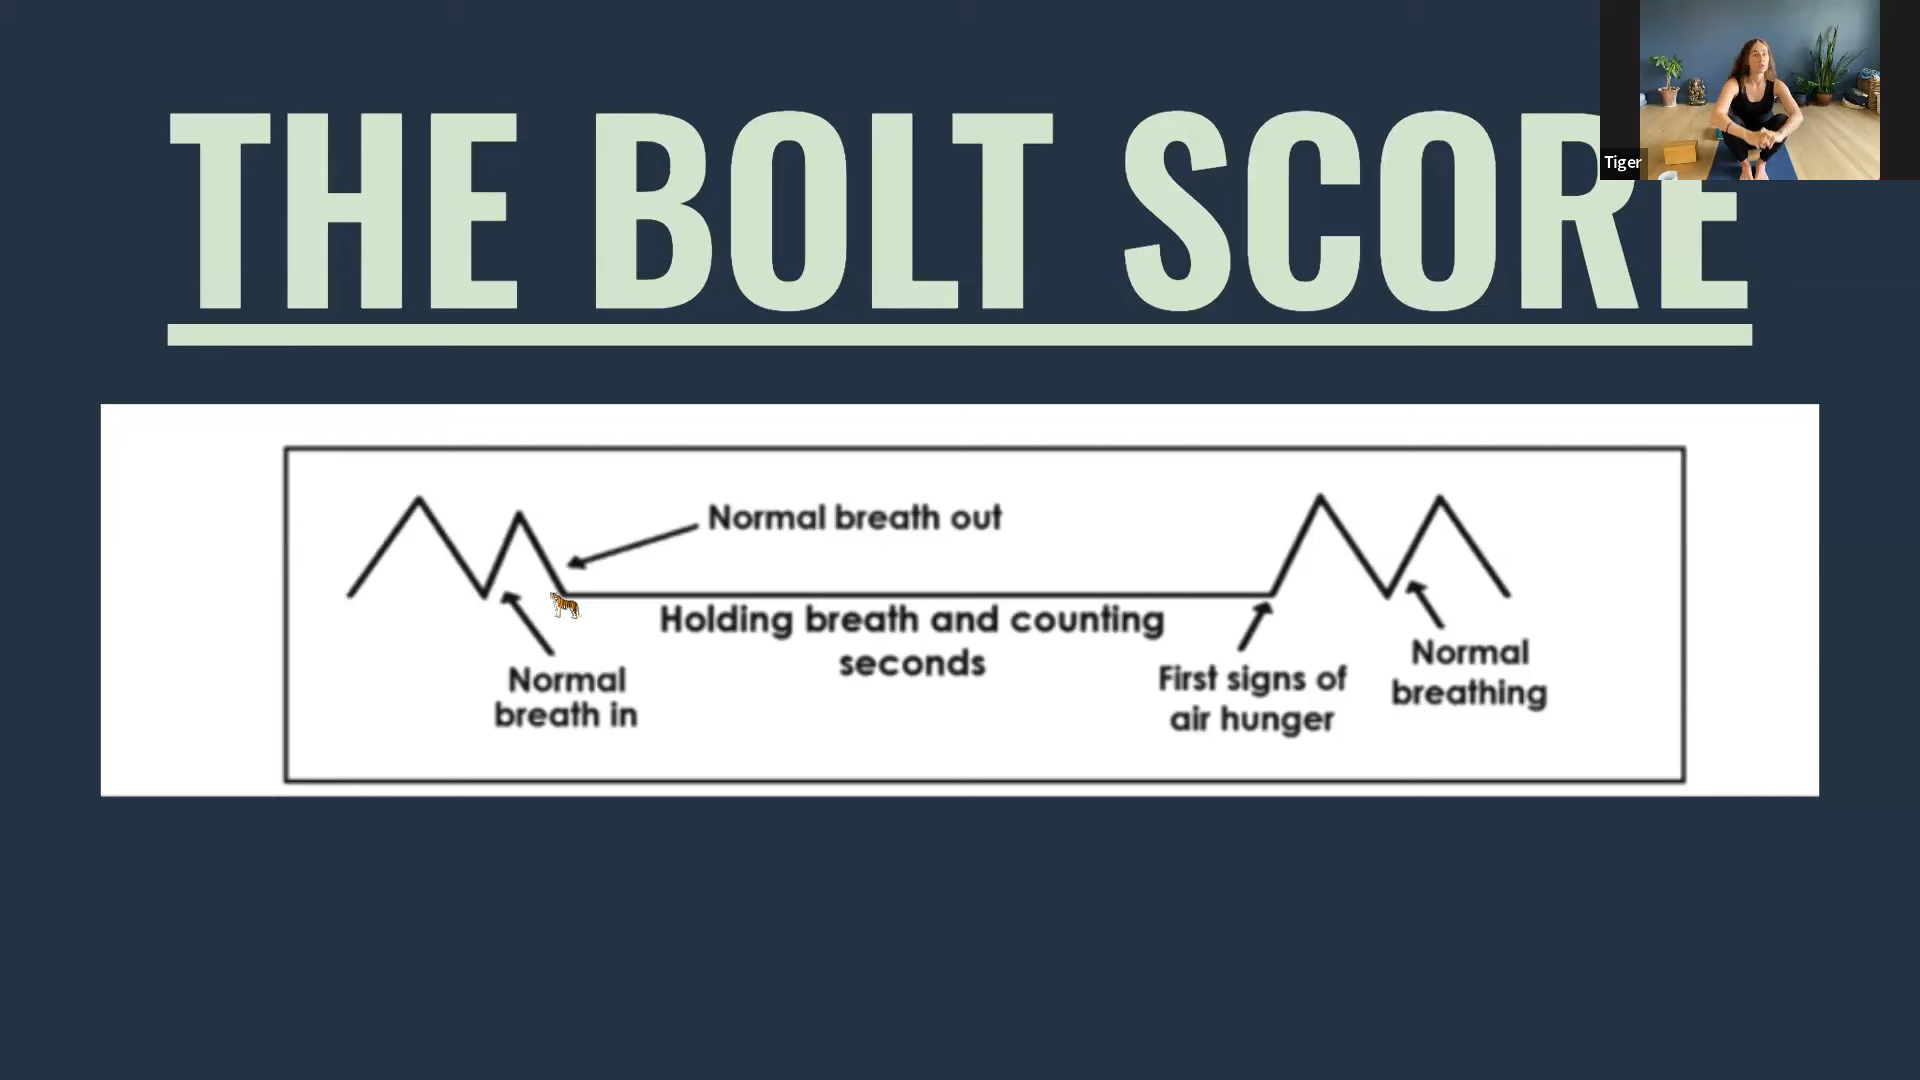 THE BOLT SCORE
Tiger
Normal breath out
Holding breath and counting
seconds
Normal
breath in
First signs of
air hunger
Normal
breathing